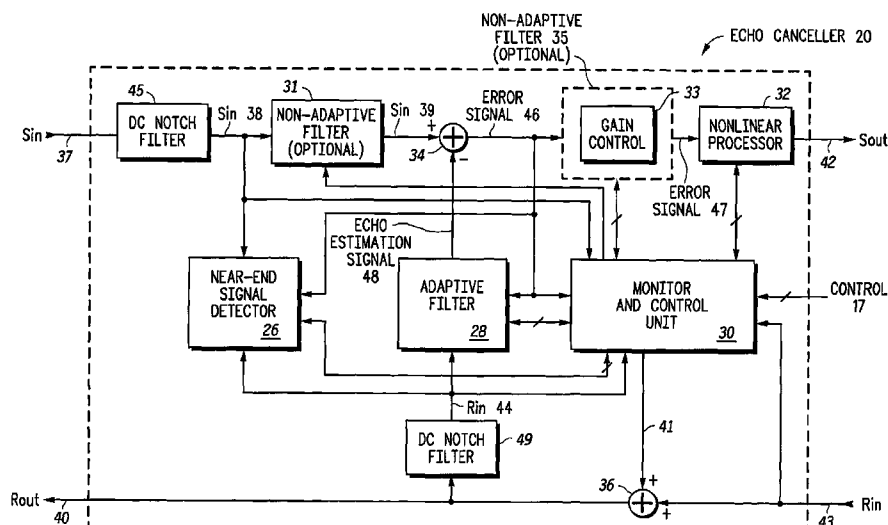 NON-ADAPTIVE
FILTER 35
(OPTIONAL)
ECHO CANCELLER 20
45
DC NOTCH
FILTER
Sin
37
Sin 38
31
NON-ADAPTIVE
FILTER
(OPTIONAL)
Sin 39
+
34
−
ERROR
SIGNAL 46
33
GAIN
CONTROL
ERROR
SIGNAL 47
32
NONLINEAR
PROCESSOR
Sout
42
ECHO
ESTIMATION
SIGNAL
48
NEAR-END
SIGNAL
DETECTOR
26
ADAPTIVE
FILTER
28
MONITOR
AND CONTROL
UNIT
30
CONTROL
17
Rin 44
DC NOTCH
FILTER
49
41
36
+
+
Rout
40
Rin
43